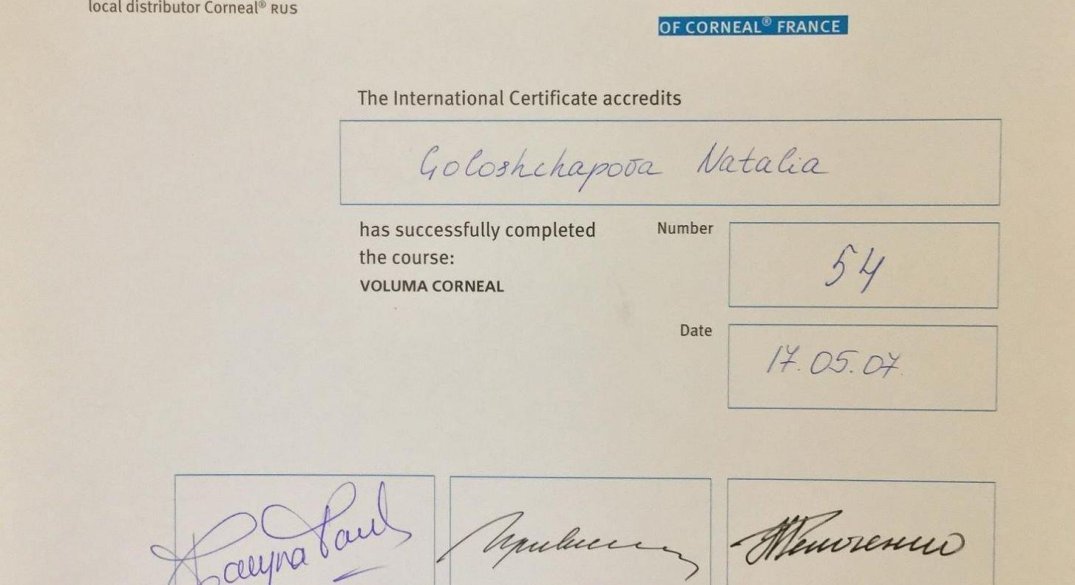 local distributor Corneal® RUS
OF CORNEAL® FRANCE
The International Certificate accredits
Goloshchapova Natalia
has successfully completed
the course:
VOLUMA CORNEAL
Number
54
Date
17.05.07.